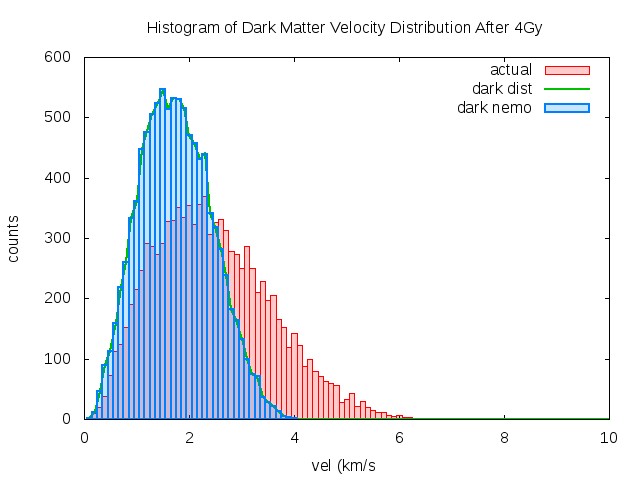 Histogram of Dark Matter Velocity Distribution After 4Gy
600
500
400
300
200
100
0
counts
actual
dark dist
dark nemo
0 2 4 6 8 10
vel (km/s